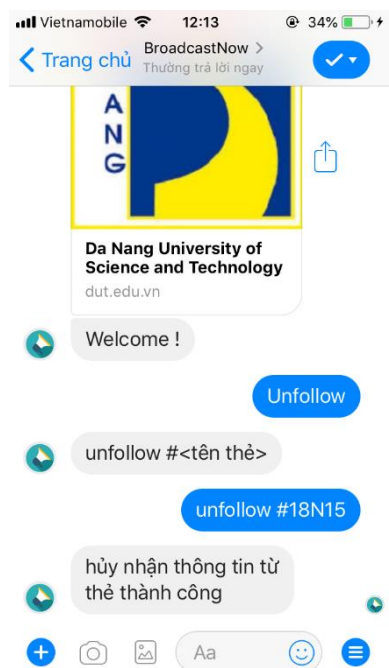 Vietnamobile 12:13 34%
Trang chủ
BroadcastNow >
Thường trả lời ngay
A
N
G
Da Nang University of
Science and Technology
dut.edu.vn
Welcome !
Unfollow
unfollow #<tên thẻ>
unfollow #18N15
hủy nhận thông tin từ
thẻ thành công
Aa